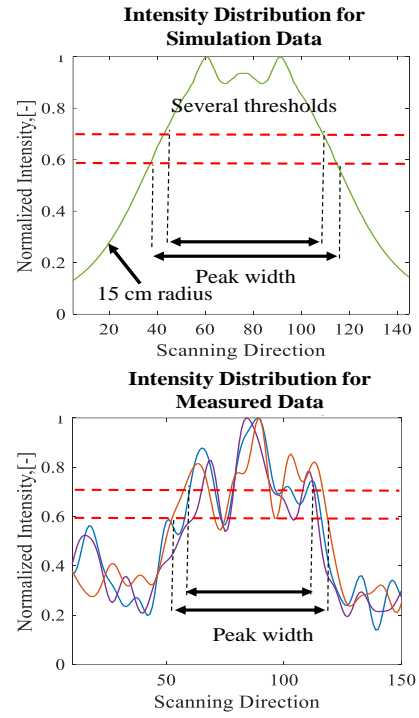 Intensity Distribution for
Simulation Data
Normalized Intensity,[-]
1
0.8
0.6
0.4
0.2
0
Several thresholds
Peak width
15 cm radius
20 40 60 80 100 120 140
Scanning Direction
Intensity Distribution for
Measured Data
Normalized Intensity,[-]
1
0.8
0.6
0.4
0.2
0
Peak width
50 100 150
Scanning Direction